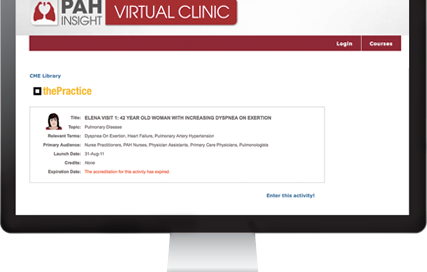 PAH
INSIGHT
VIRTUAL CLINIC
Login Courses
CME Library
thePractice
Title: ELENA VISIT 1: 42 YEAR OLD WOMAN WITH INCREASING DYSPNEA ON EXERTION
Topic: Pulmonary Disease
Relevant Terms: Dyspnea On Exertion, Heart Failure, Pulmonary Artery Hypertension
Primary Audience: Nurse Practitioners, PAH Nurses, Physician Assistants, Primary Care Physicians, Pulmonologists
Launch Date: 31-Aug-11
Credits: None
Expiration Date: The accreditation for this activity has expired.
Enter this activity!